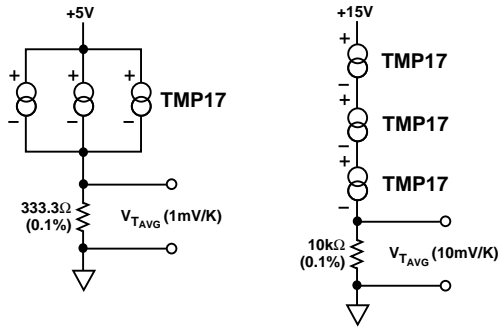 +5V
+ + +
TMP17
− − −
333.3Ω
(0.1%)
V_TAVG (1mV/K)
+15V
+
TMP17
−
+
TMP17
−
+
TMP17
−
10kΩ
(0.1%)
V_TAVG (10mV/K)